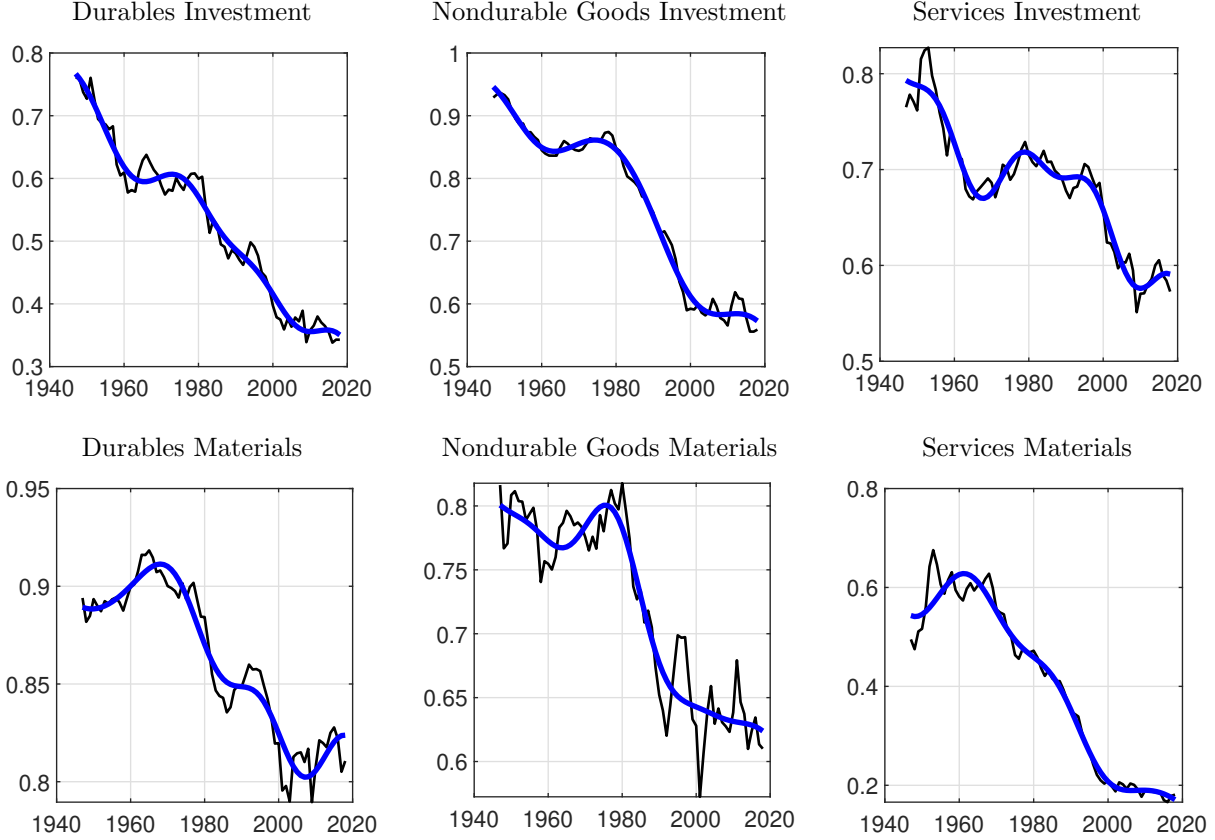 Durables Investment
Nondurable Goods Investment
Services Investment
0.8
0.7
0.6
0.5
0.4
0.3
1940 1960 1980 2000 2020
1
0.9
0.8
0.7
0.6
0.5
1940 1960 1980 2000 2020
0.8
0.7
0.6
0.5
1940 1960 1980 2000 2020
Durables Materials
Nondurable Goods Materials
Services Materials
0.95
0.9
0.85
0.8
1940 1960 1980 2000 2020
0.8
0.75
0.7
0.65
0.6
1940 1960 1980 2000 2020
0.8
0.6
0.4
0.2
1940 1960 1980 2000 2020